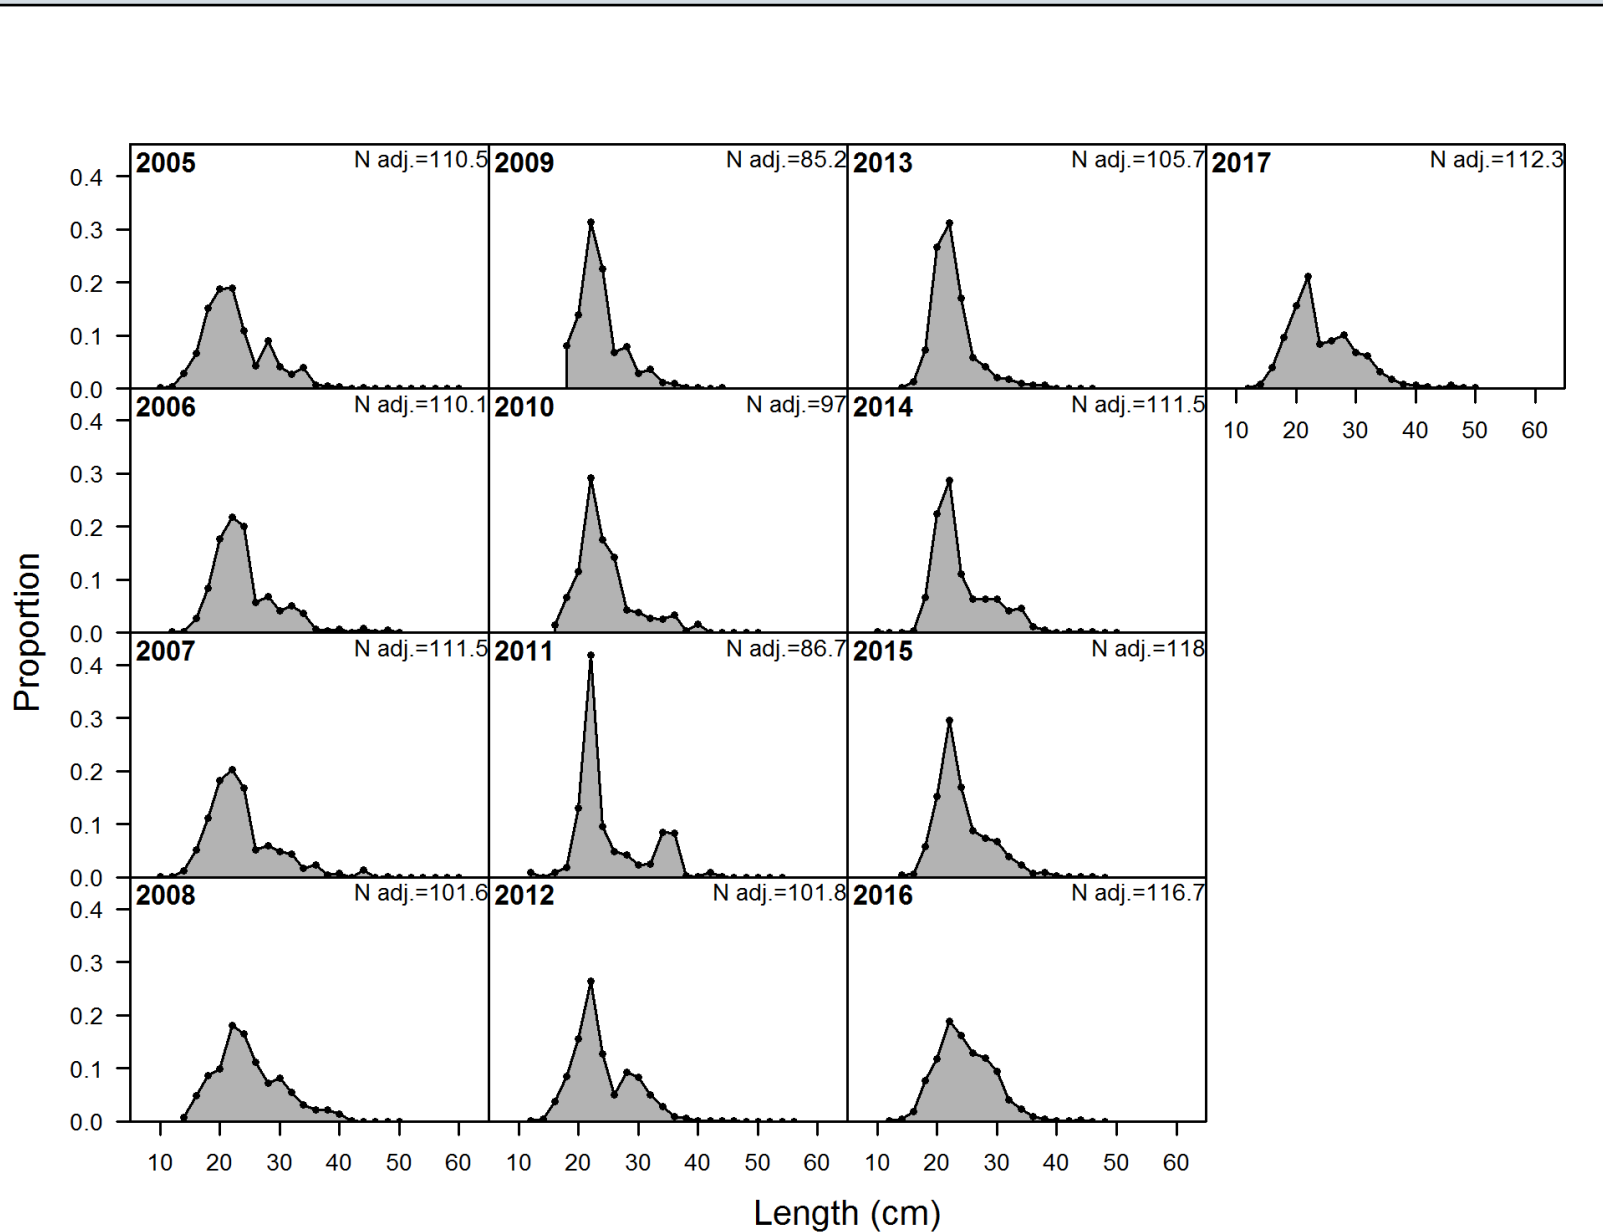 2005 N adj.=110.5 2009 N adj.=85.2 2013 N adj.=105.7 2017 N adj.=112.3
0.4
0.3
0.2
0.1
0.0
2006 N adj.=110.1 2010 N adj.=97 2014 N adj.=111.5
0.4
10 20 30 40 50 60
0.3
0.2
0.1
0.0
2007 N adj.=111.5 2011 N adj.=86.7 2015 N adj.=118
0.4
0.3
0.2
0.1
0.0
2008 N adj.=101.6 2012 N adj.=101.8 2016 N adj.=116.7
0.4
0.3
0.2
0.1
0.0
10 20 30 40 50 60 10 20 30 40 50 60 10 20 30 40 50 60
Proportion
Length (cm)